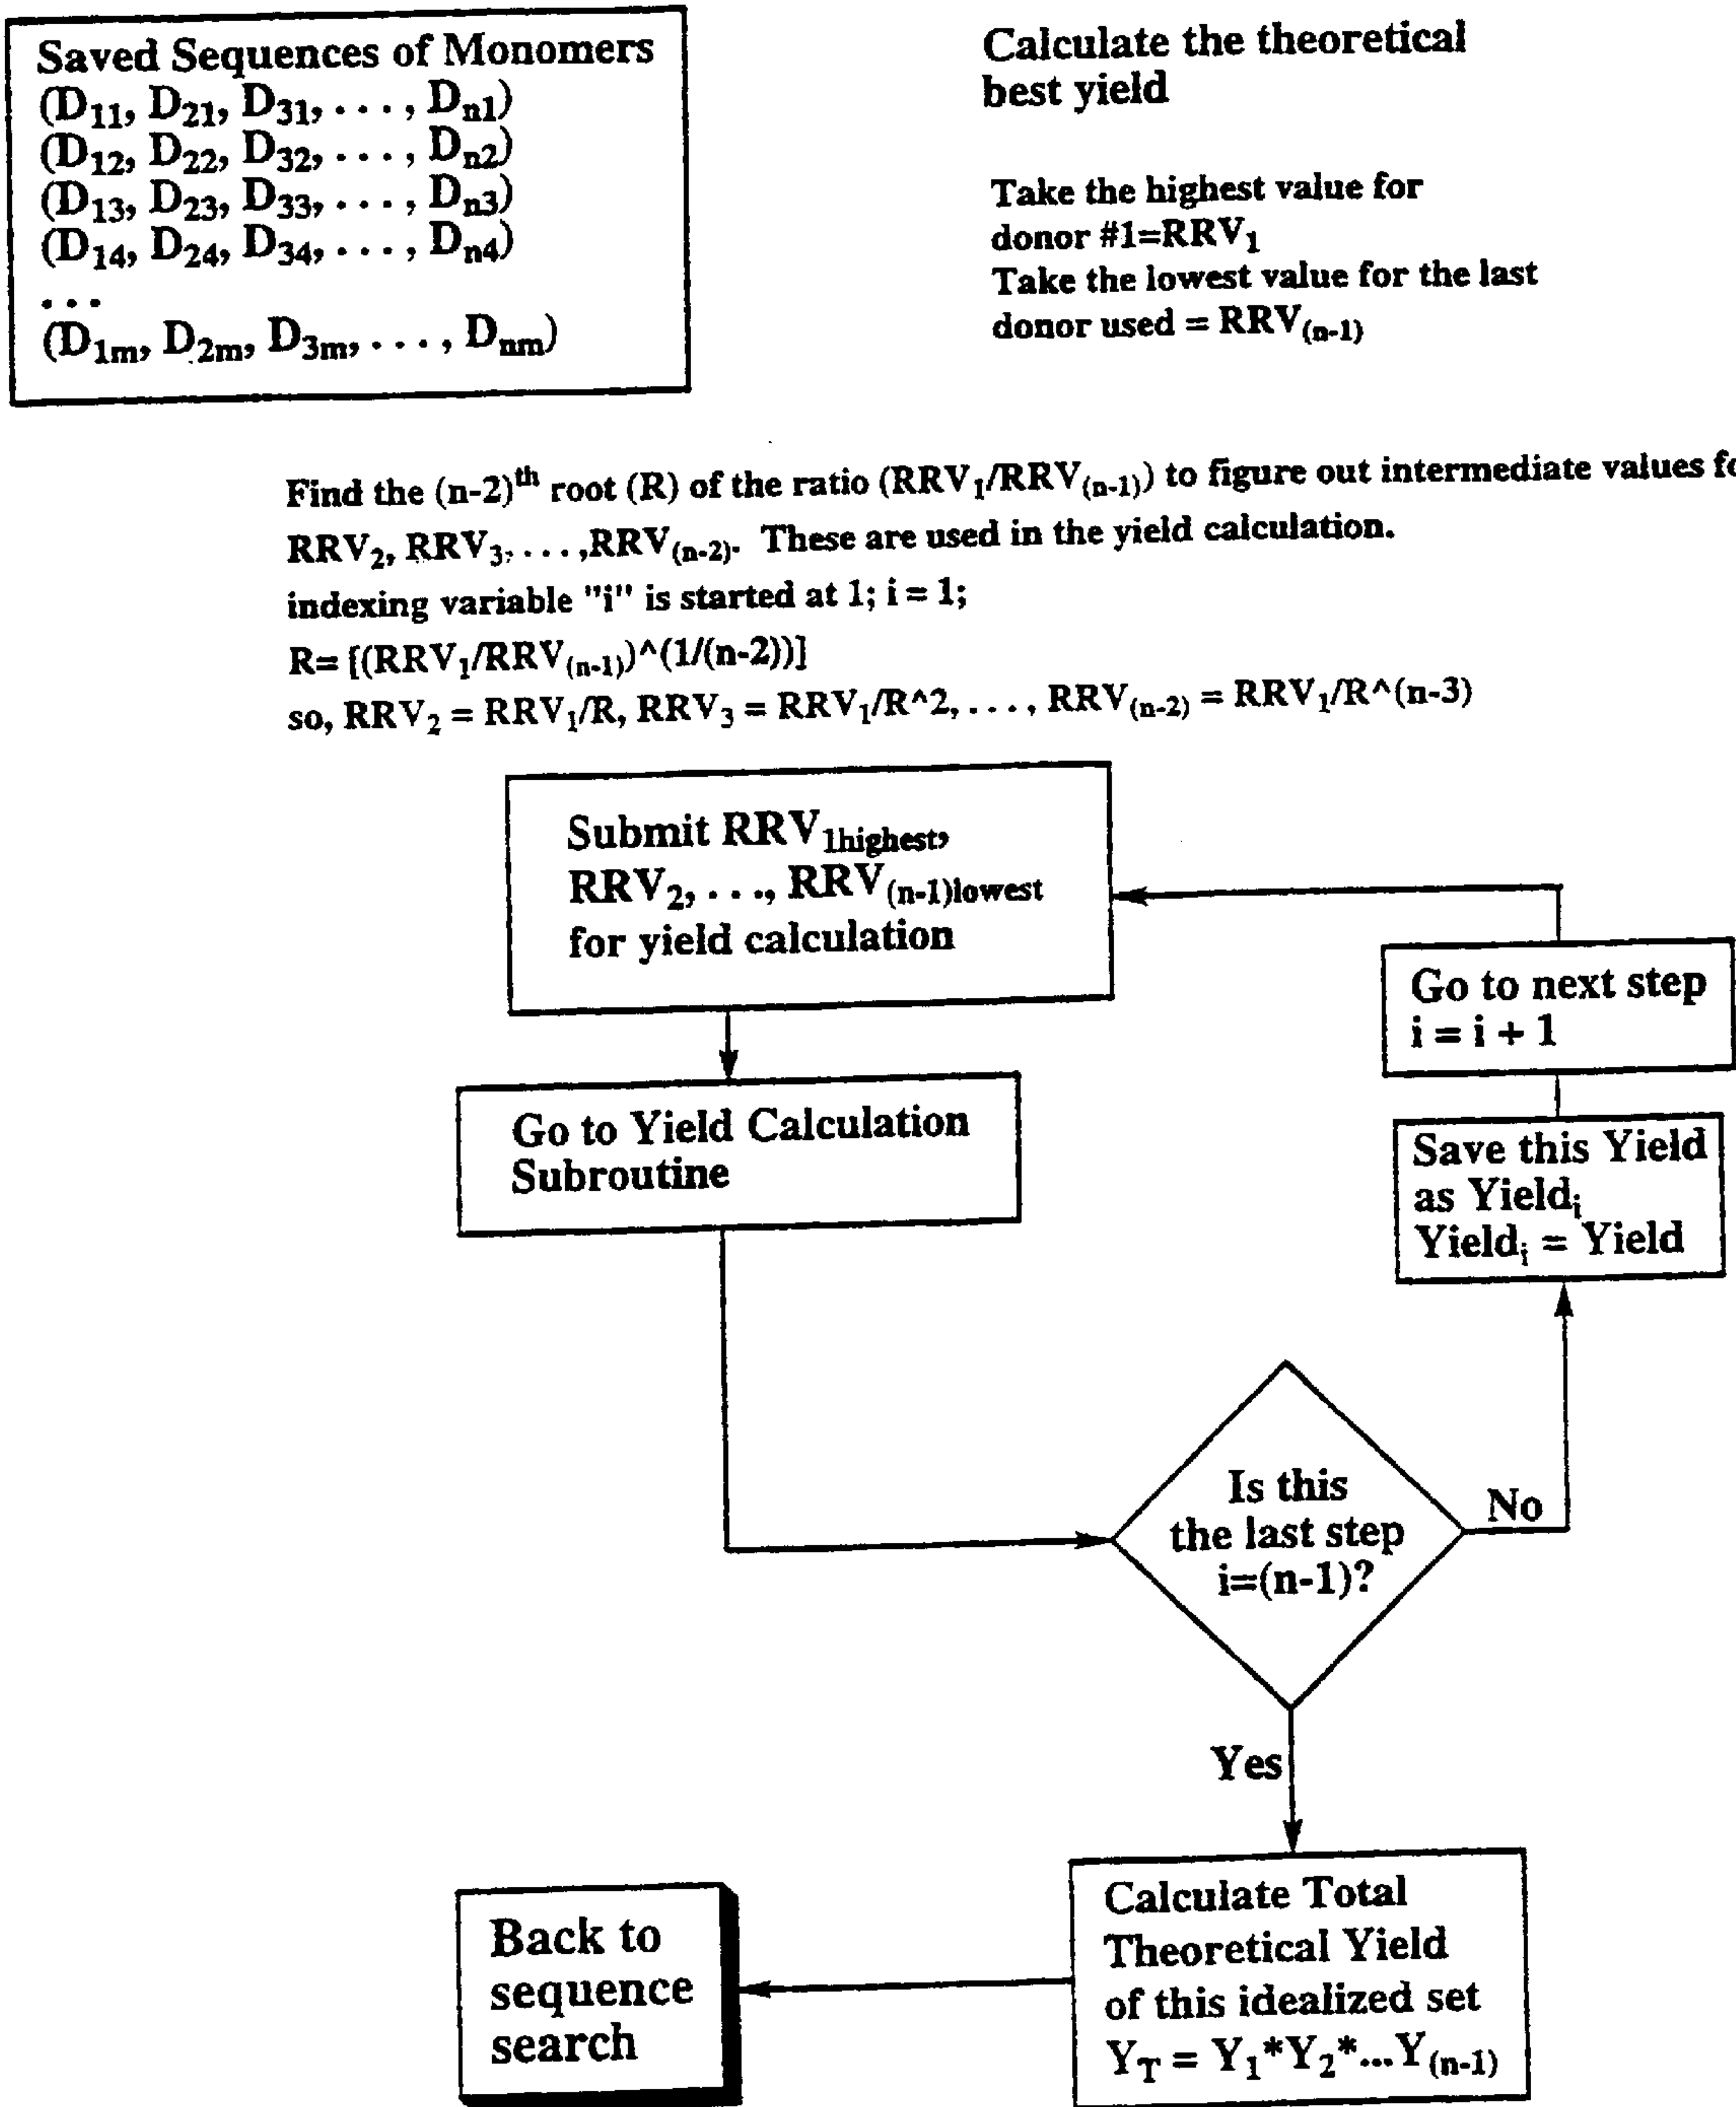 Saved Sequences of Monomers
(D₁₁, D₂₁, D₃₁, . . . , Dₙ₁)
(D₁₂, D₂₂, D₃₂, . . . , Dₙ₂)
(D₁₃, D₂₃, D₃₃, . . . , Dₙ₃)
(D₁₄, D₂₄, D₃₄, . . . , Dₙ₄)
. . .
(D₁ₘ, D₂ₘ, D₃ₘ, . . . , Dₙₘ)
Calculate the theoretical
best yield
Take the highest value for
donor #1=RRV₁
Take the lowest value for the last
donor used = RRV₍ₙ₋₁₎
Find the (n-2)ᵗʰ root (R) of the ratio (RRV₁/RRV₍ₙ₋₁₎) to figure out intermediate values
RRV₂, RRV₃, . . . ,RRV₍ₙ₋₂₎. These are used in the yield calculation.
indexing variable "i" is started at 1; i = 1;
R= [(RRV₁/RRV₍ₙ₋₁₎)^(1/(n-2))]
so, RRV₂ = RRV₁/R, RRV₃ = RRV₁/R^2, . . . , RRV₍ₙ₋₂₎ = RRV₁/R^(n-3)
Submit RRV₁highest,
RRV₂, . . ., RRV₍ₙ₋₁₎lowest
for yield calculation
Go to next step
i = i + 1
Go to Yield Calculation
Subroutine
Save this Yield
as Yieldᵢ
Yieldᵢ = Yield
Is this
the last step
i=(n-1)?
No
Yes
Calculate Total
Theoretical Yield
of this idealized set
Y_T = Y₁*Y₂*...Y₍ₙ₋₁₎
Back to
sequence
search